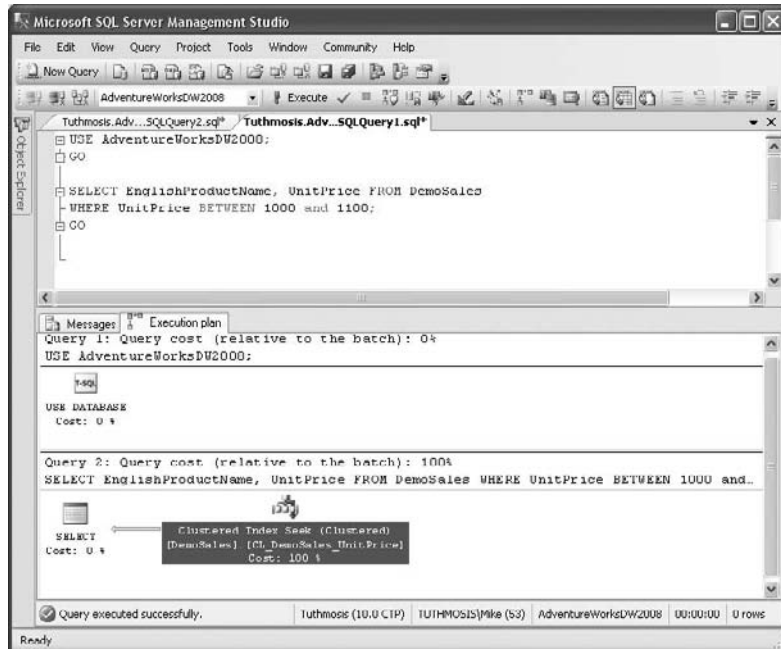 Microsoft SQL Server Management Studio
File Edit View Query Project Tools Window Community Help
New Query
AdventureWorksDW2008 Execute
Object Explorer
Tuthmosis.Adv...SQLQuery2.sql* Tuthmosis.Adv...SQLQuery1.sql*
USE AdventureWorksDW2008;
GO
SELECT EnglishProductName, UnitPrice FROM DemoSales
WHERE UnitPrice BETWEEN 1000 and 1100;
GO
Messages Execution plan
Query 1: Query cost (relative to the batch): 0%
USE AdventureWorksDW2008;
T-SQL
USE DATABASE
Cost: 0 %
Query 2: Query cost (relative to the batch): 100%
SELECT EnglishProductName, UnitPrice FROM DemoSales WHERE UnitPrice BETWEEN 1000 and…
SELECT
Cost: 0 %
Clustered Index Seek (Clustered)
[DemoSales].[CL_DemoSales_UnitPrice]
Cost: 100 %
Query executed successfully. Tuthmosis (10.0 CTP) TUTHMOSIS\Mike (53) AdventureWorksDW2008 00:00:00 0 rows
Ready